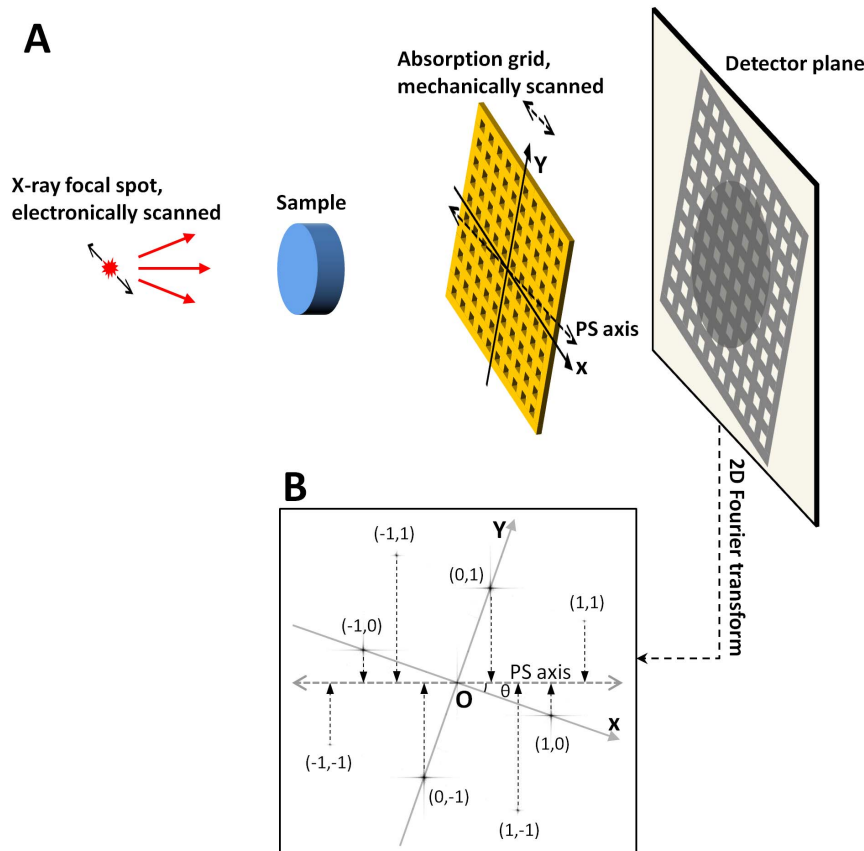 A
Absorption grid,
mechanically scanned
Detector plane
X-ray focal spot,
electronically scanned
Sample
Y
PS axis
x
2D Fourier transform
B
(-1,1)
Y
(0,1)
(1,1)
(-1,0)
PS axis
O
θ
x
(-1,-1)
(1,0)
(0,-1)
(1,-1)